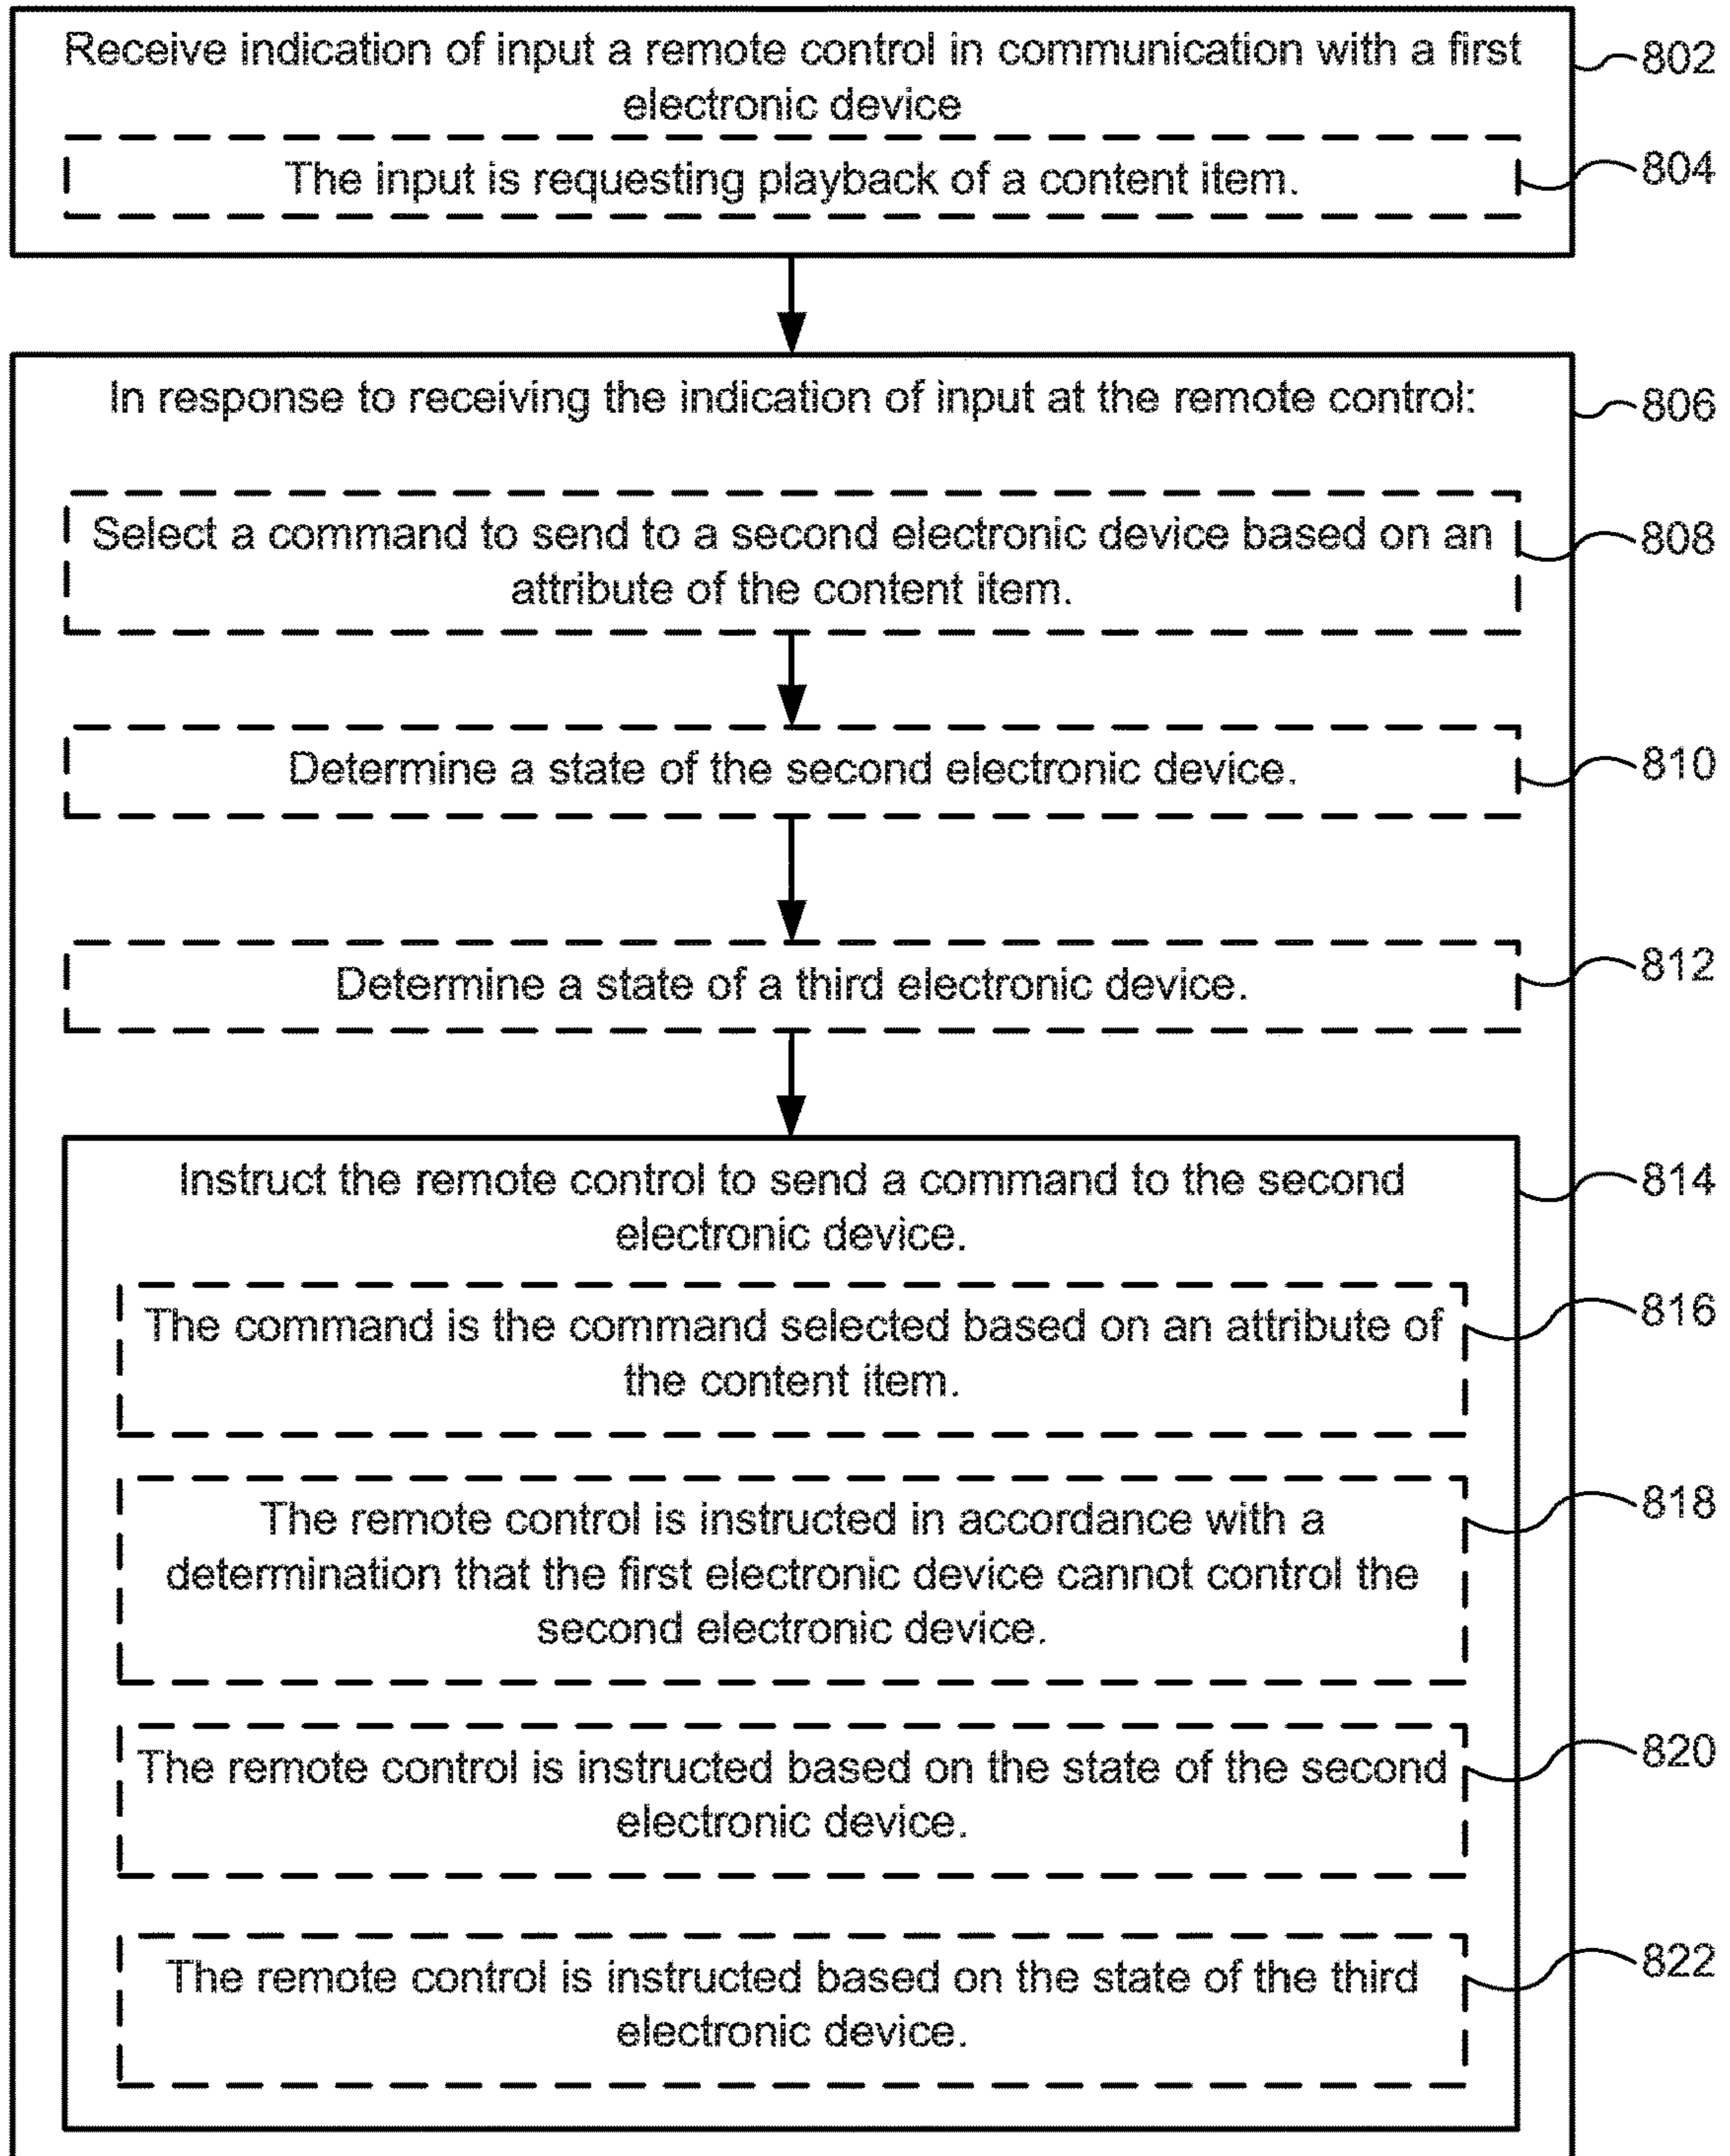 Receive indication of input a remote control in communication with a first
electronic device
802
The input is requesting playback of a content item.
804
In response to receiving the indication of input at the remote control:
806
Select a command to send to a second electronic device based on an
attribute of the content item.
808
Determine a state of the second electronic device.
810
Determine a state of a third electronic device.
812
Instruct the remote control to send a command to the second
electronic device.
814
The command is the command selected based on an attribute of
the content item.
816
The remote control is instructed in accordance with a
determination that the first electronic device cannot control the
second electronic device.
818
The remote control is instructed based on the state of the second
electronic device.
820
The remote control is instructed based on the state of the third
electronic device.
822